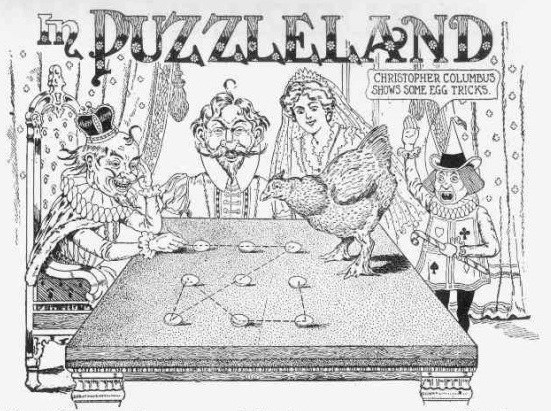 In PUZZLELAND
CHRISTOPHER COLUMBUS
SHOWS SOME EGG TRICKS.